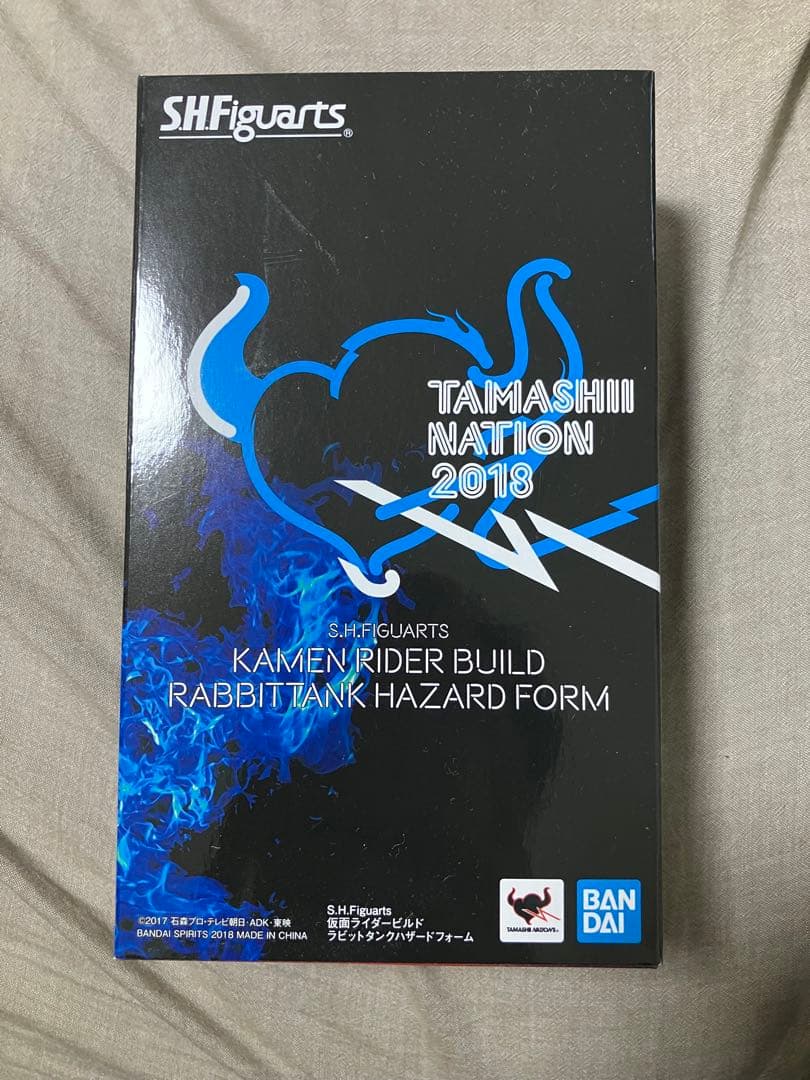 S.H.Figuarts®
TAMASHII
NATION
2018
S.H.FIGUARTS
KAMEN RIDER BUILD
RABBITTANK HAZARD FORM
©2017 石森プロ・テレビ朝日・ADK・東映
BANDAI SPIRITS 2018 MADE IN CHINA
S.H.Figuarts
仮面ライダービルド
ラビットタンクハザードフォーム
TAMASHII NATIONS
BAN
DAI